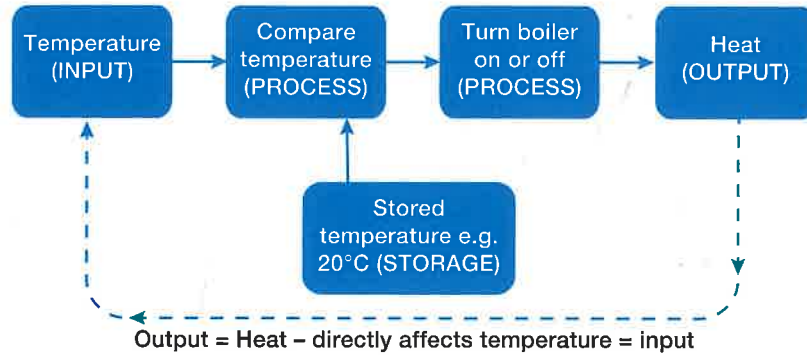 Temperature
(INPUT)
Compare
temperature
(PROCESS)
Turn boiler
on or off
(PROCESS)
Heat
(OUTPUT)
Stored
temperature e.g.
20°C (STORAGE)
Output = Heat – directly affects temperature = input